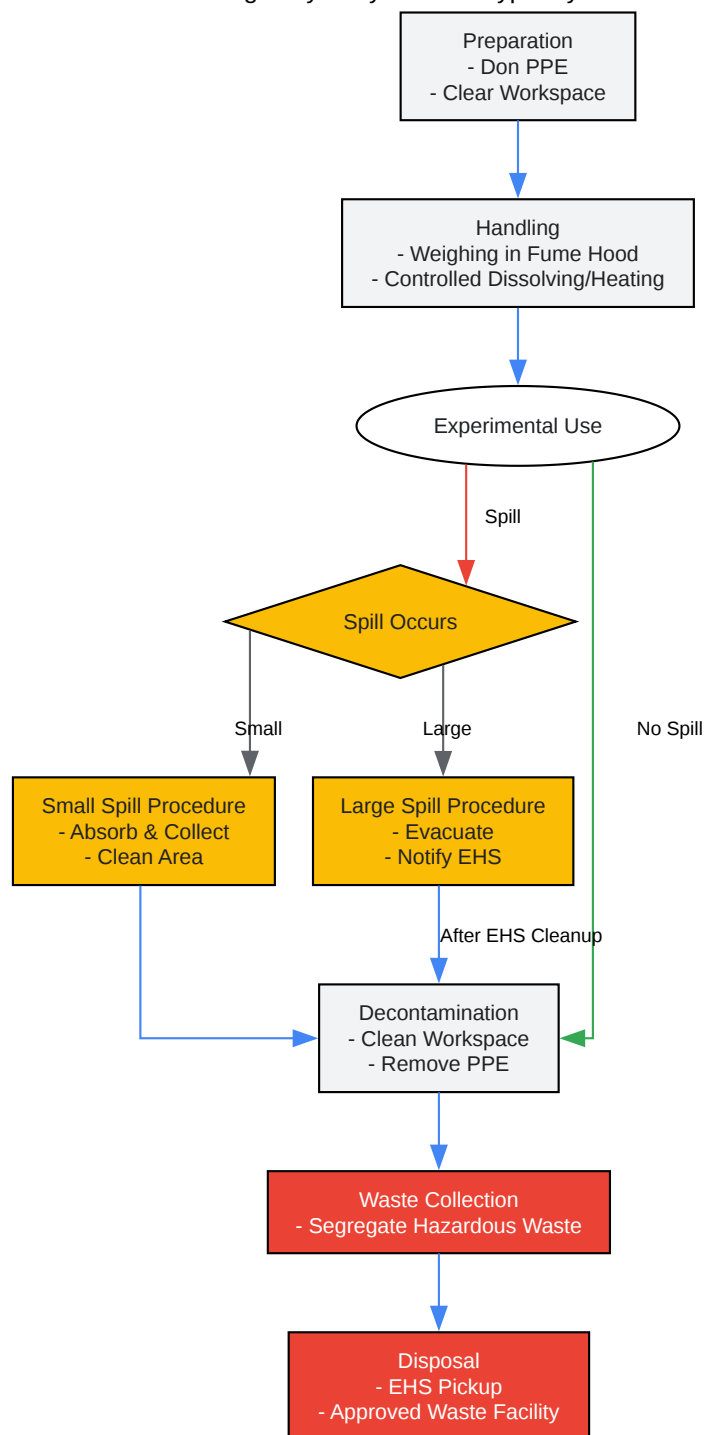 Preparation
- Don PPE
- Clear Workspace
Handling
- Weighing in Fume Hood
- Controlled Dissolving/Heating
Experimental Use
Spill
Spill Occurs
Small
Large
No Spill
Small Spill Procedure
- Absorb & Collect
- Clean Area
Large Spill Procedure
- Evacuate
- Notify EHS
After EHS Cleanup
Decontamination
- Clean Workspace
- Remove PPE
Waste Collection
- Segregate Hazardous Waste
Disposal
- EHS Pickup
- Approved Waste Facility